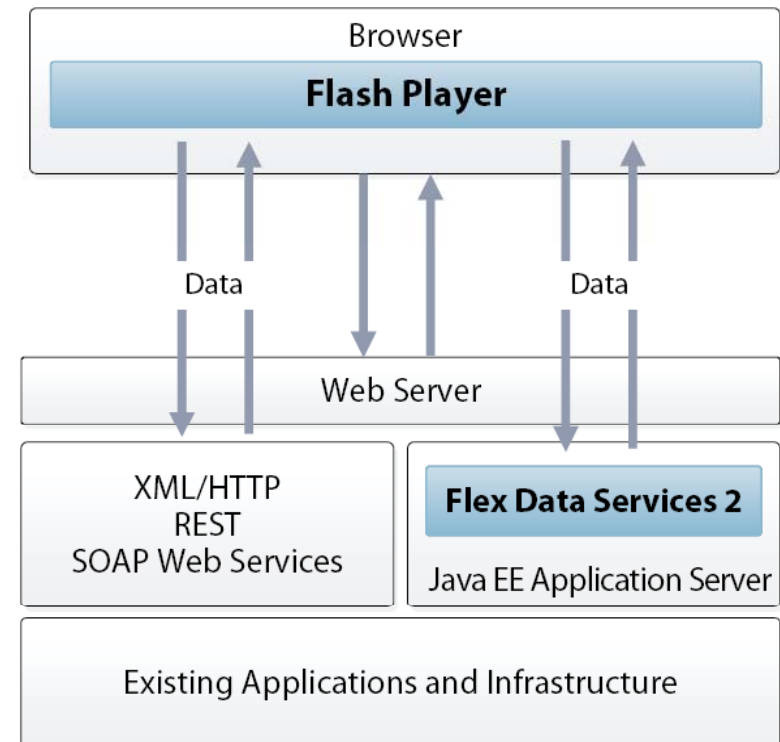 Browser
Flash Player
Data
Data
Web Server
XML/HTTP
REST
SOAP Web Services
Flex Data Services 2
Java EE Application Server
Existing Applications and Infrastructure